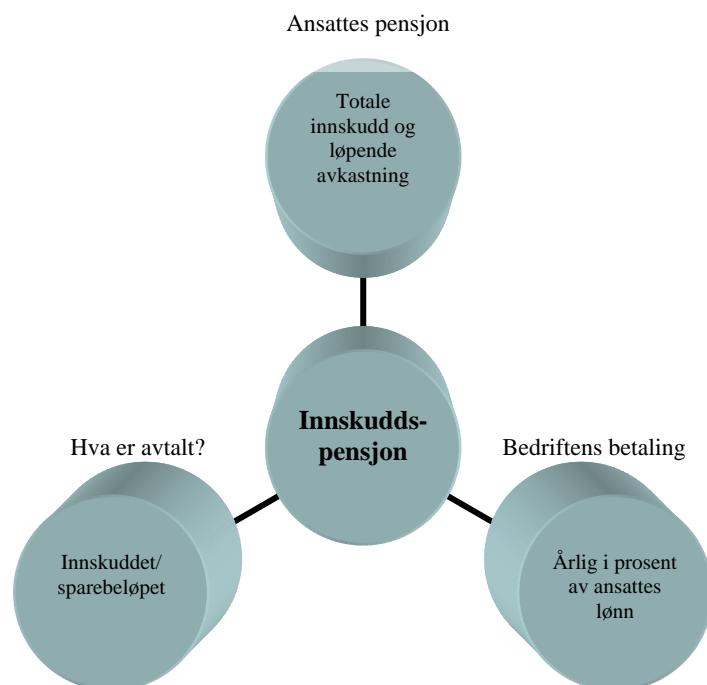 Ansattes pensjon
Totale
innskudd og
løpende
avkastning
Innskudds-
pensjon
Hva er avtalt?
Innskuddet/
sparebeløpet
Bedriftens betaling
Årlig i prosent
av ansattes
lønn